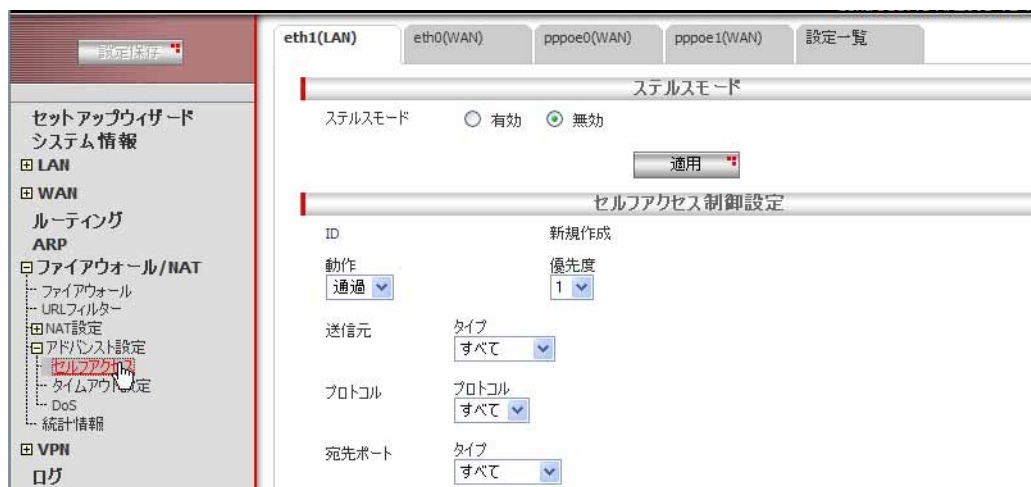 設定保存
セットアップウィザード
システム情報
LAN
WAN
ルーティング
ARP
ファイアウォール/NAT
ファイアウォール
URLフィルター
NAT設定
アドバンスト設定
セルフアクセス
タイムアウト設定
DoS
統計情報
VPN
ログ
eth1(LAN)
eth0(WAN)
pppoe0(WAN)
pppoe1(WAN)
設定一覧
ステルスモード
ステルスモード 有効 無効
適用
セルフアクセス制御設定
ID 新規作成
動作 優先度
通過 1
送信元 タイプ
すべて
プロトコル プロトコル
すべて
宛先ポート タイプ
すべて